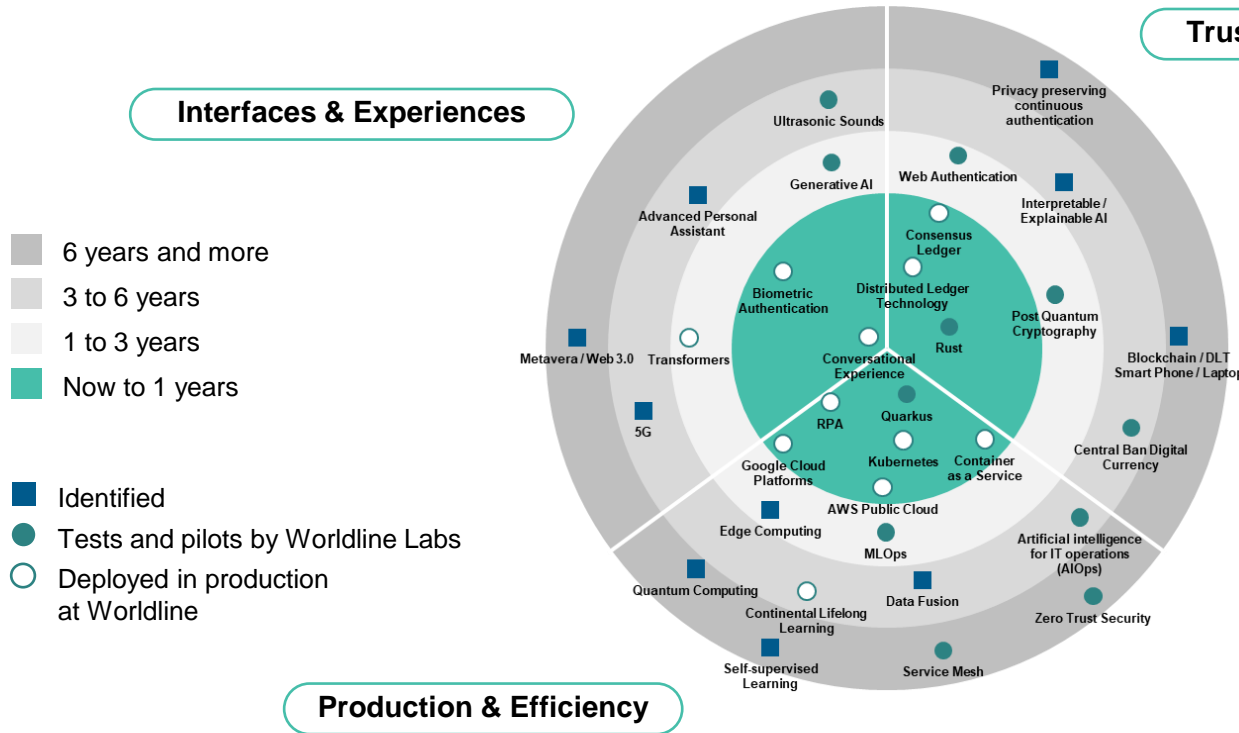 Trus
Interfaces & Experiences
Privacy preserving
continuous
authentication
Ultrasonic Sounds
Web Authentication
Generative AI
Interpretable /
Explainable AI
Advanced Personal
Assistant
Consensus
Ledger
6 years and more
3 to 6 years
1 to 3 years
Now to 1 years
Biometric
Authentication
Distributed Ledger
Technology
Post Quantum
Cryptography
Rust
Metavera / Web 3.0
Transformers
Conversational
Experience
Blockchain / DLT
Smart Phone / Laptop
5G
RPA
Quarkus
Google Cloud
Platforms
Kubernetes
Container
as a Service
Central Ban Digital
Currency
Identified
Tests and pilots by Worldline Labs
Deployed in production
at Worldline
AWS Public Cloud
Edge Computing
MLOps
Artificial intelligence
for IT operations
(AIOps)
Quantum Computing
Continental Lifelong
Learning
Data Fusion
Zero Trust Security
Self-supervised
Learning
Service Mesh
Production & Efficiency